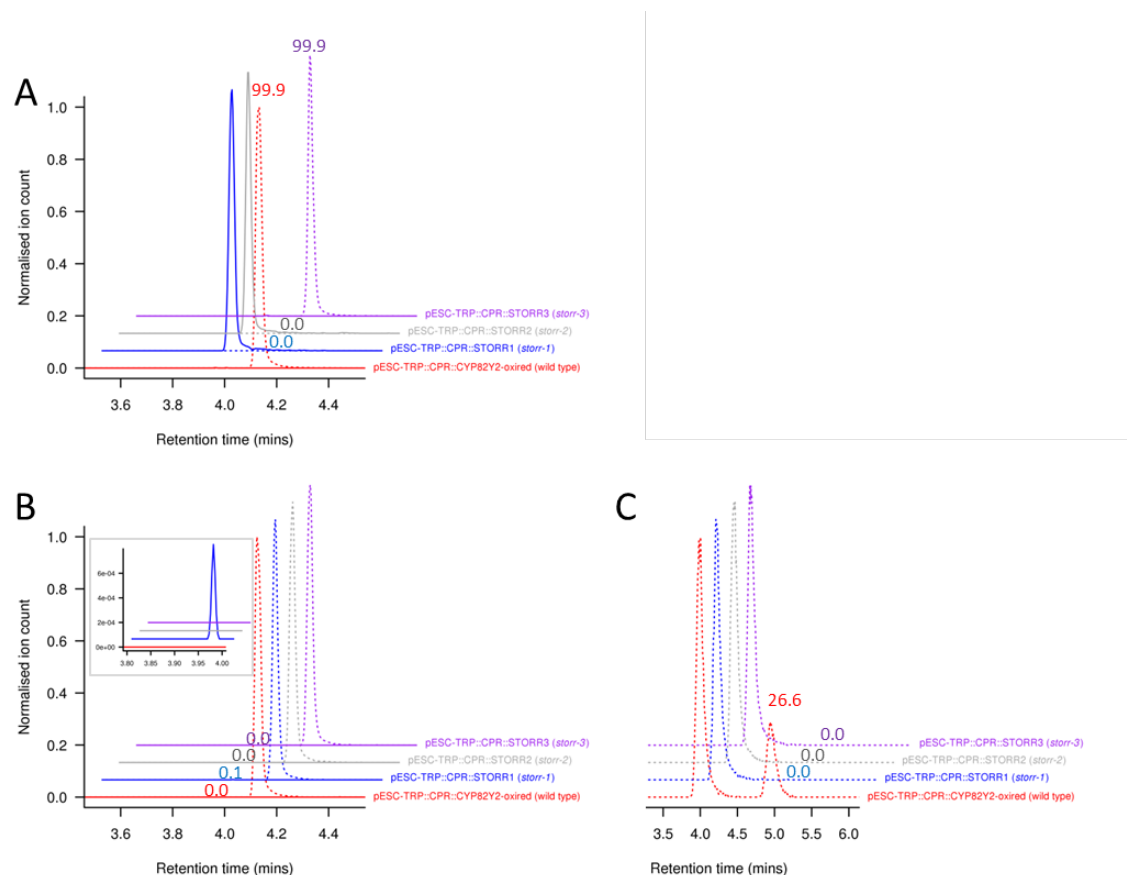 A
99.9
99.9
1.0
0.8
0.6
0.4
0.2
0.0
Normalised ion count
0.0
0.0
pESC-TRP::CPR::STORR3 (storr-3)
pESC-TRP::CPR::STORR2 (storr-2)
pESC-TRP::CPR::STORR1 (storr-1)
pESC-TRP::CPR::CYP82Y2-oxired (wild type)
3.6 3.8 4.0 4.2 4.4
Retention time (mins)
B
1.0
0.8
0.6
0.4
0.2
0.0
Normalised ion count
6e-04
4e-04
2e-04
0e+00
3.80 3.85 3.90 3.95 4.00
0.0
0.0
0.1
0.0
pESC-TRP::CPR::STORR3 (storr-3)
pESC-TRP::CPR::STORR2 (storr-2)
pESC-TRP::CPR::STORR1 (storr-1)
pESC-TRP::CPR::CYP82Y2-oxired (wild type)
3.6 3.8 4.0 4.2 4.4
Retention time (mins)
C
26.6
0.0
0.0
0.0
pESC-TRP::CPR::STORR3 (storr-3)
pESC-TRP::CPR::STORR2 (storr-2)
pESC-TRP::CPR::STORR1 (storr-1)
pESC-TRP::CPR::CYP82Y2-oxired (wild type)
3.5 4.0 4.5 5.0 5.5 6.0
Retention time (mins)